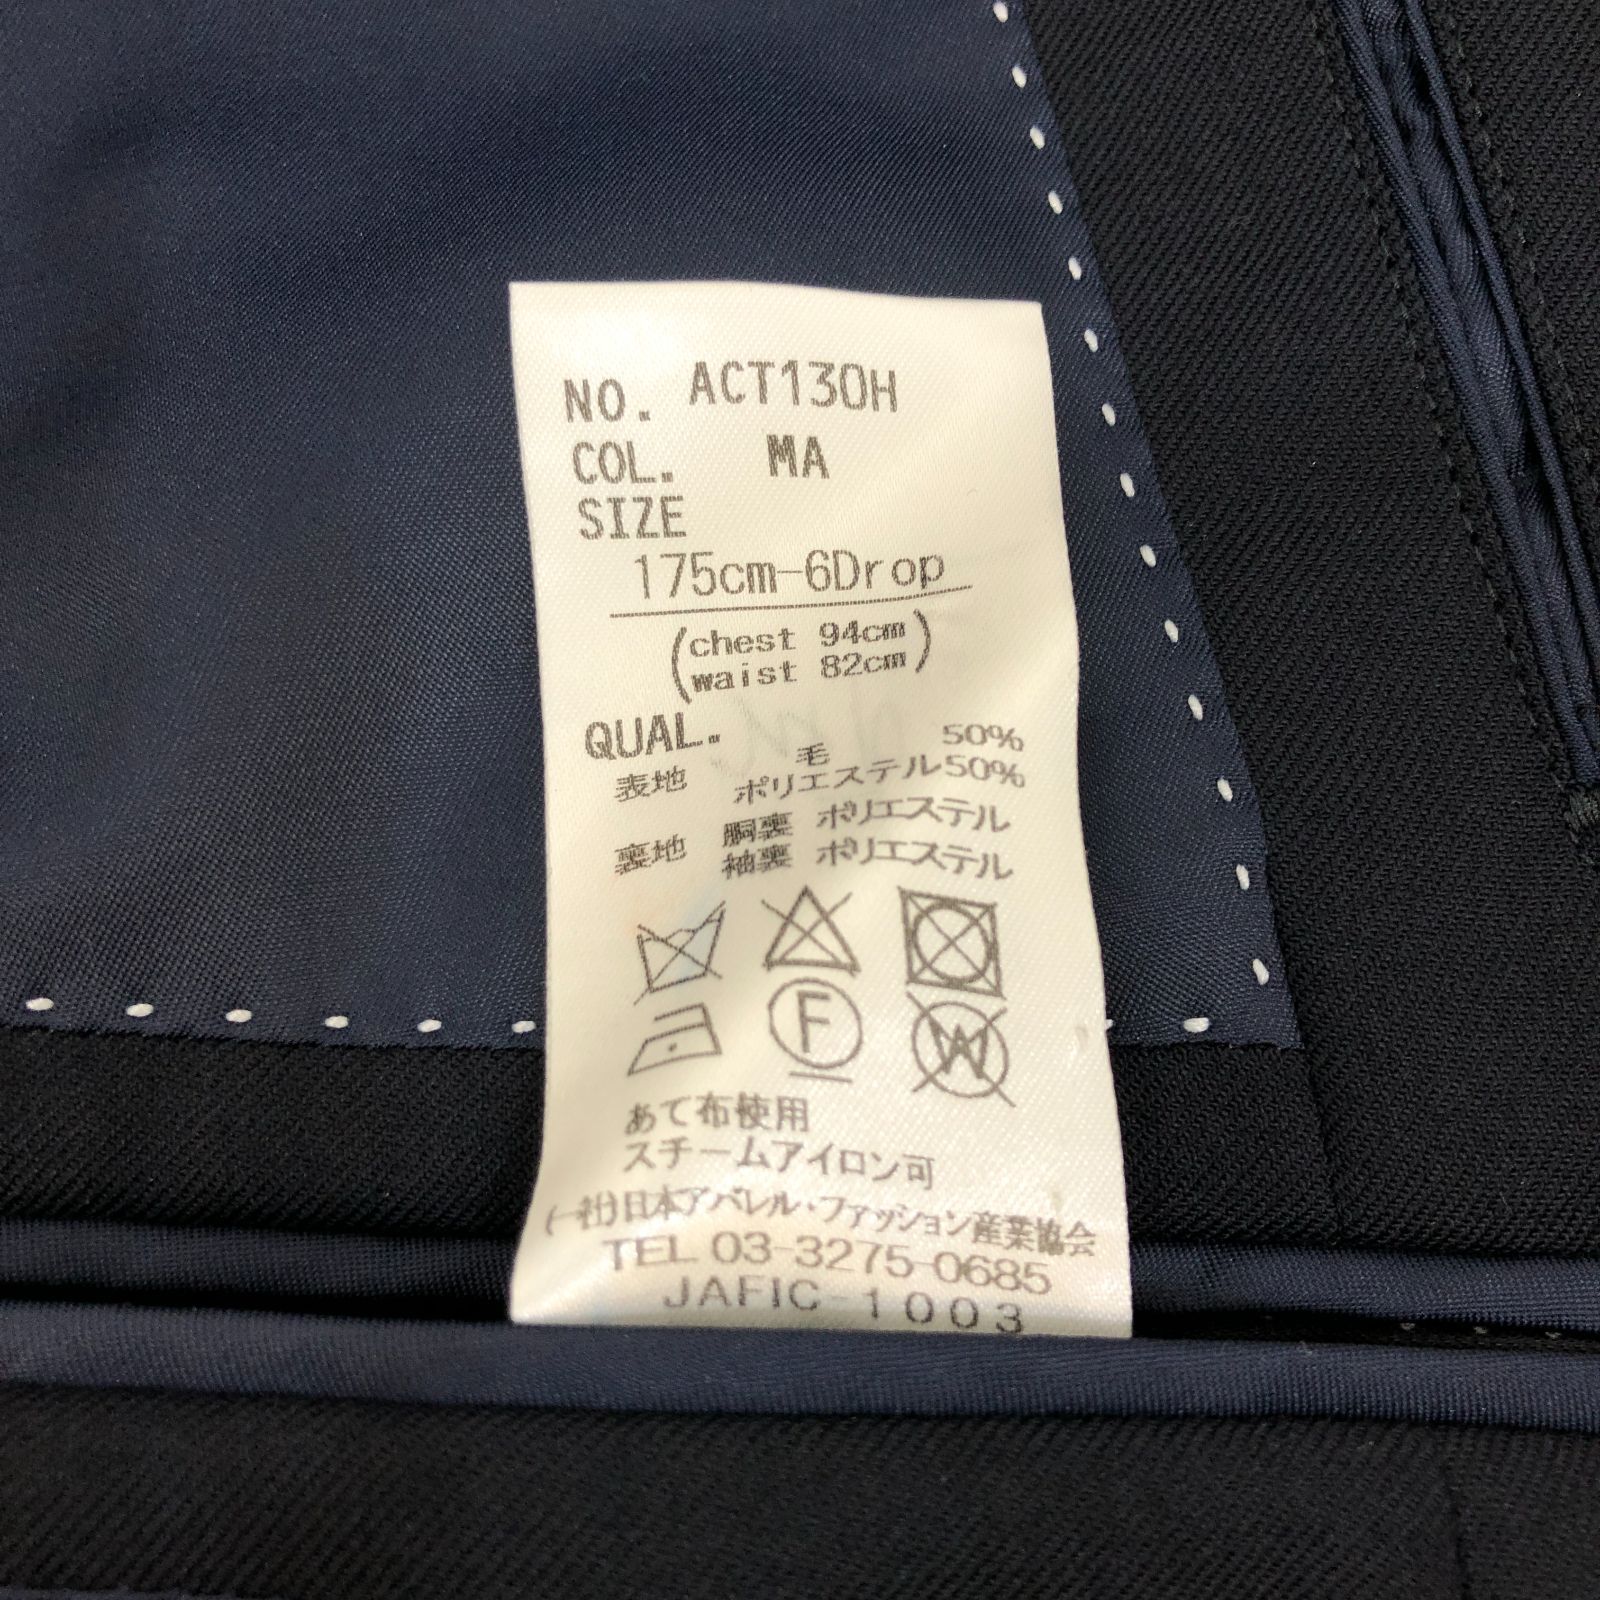 NO. ACT130H
COL. MA
SIZE
175cm-6Drop
(chest 94cm
waist 82cm)
QUAL.
表地 毛 50%
ポリエステル50%
裏地 胴裏 ポリエステル
袖裏 ポリエステル
F
W
あて布使用
スチームアイロン可
(一社)日本アパレル・ファッション産業協会
TEL 03-3275-0685
JAFIC-1003